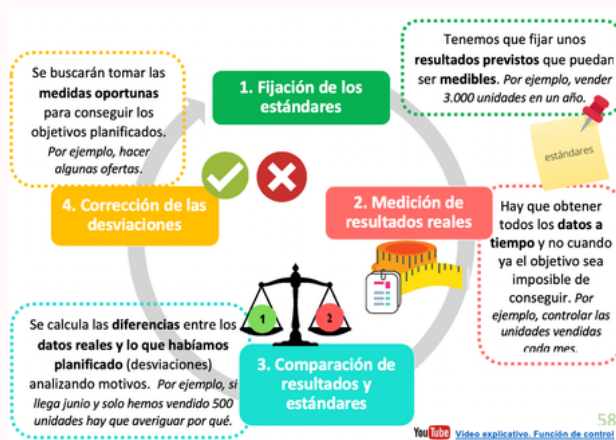 1. Fijación de los
estándares
Tenemos que fijar unos
resultados previstos que puedan
ser medibles. Por ejemplo, vender
3.000 unidades en un año.
estándares
2. Medición de
resultados reales
Hay que obtener
todos los datos a
tiempo y no cuando
ya el objetivo sea
imposible de
conseguir. Por
ejemplo, controlar las
unidades vendidas
cada mes.
1
2
3. Comparación de
resultados y
estándares
Se calcula las diferencias entre los
datos reales y lo que habíamos
planificado (desviaciones)
analizando motivos. Por ejemplo, si
llega junio y solo hemos vendido 500
unidades hay que averiguar por qué.
4. Corrección de las
desviaciones
Se buscarán tomar las
medidas oportunas
para conseguir los
objetivos planificados.
Por ejemplo, hacer
algunas ofertas.
58
YouTube Video explicativo. Función de control